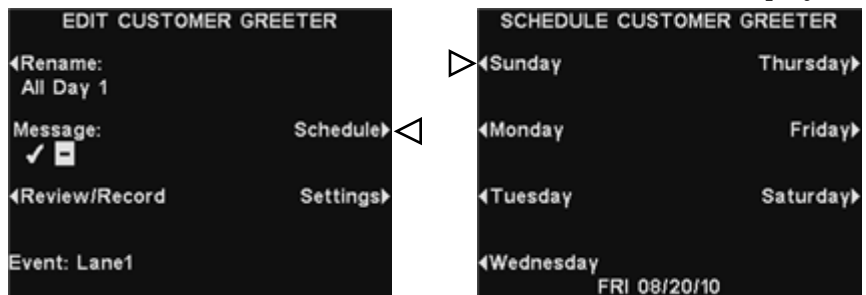 EDIT CUSTOMER GREETER
Rename:
All Day 1
Message:
Schedule
✓ -
Review/Record
Settings
Event: Lane1
SCHEDULE CUSTOMER GREETER
Sunday
Thursday
Monday
Friday
Tuesday
Saturday
Wednesday
FRI 08/20/10